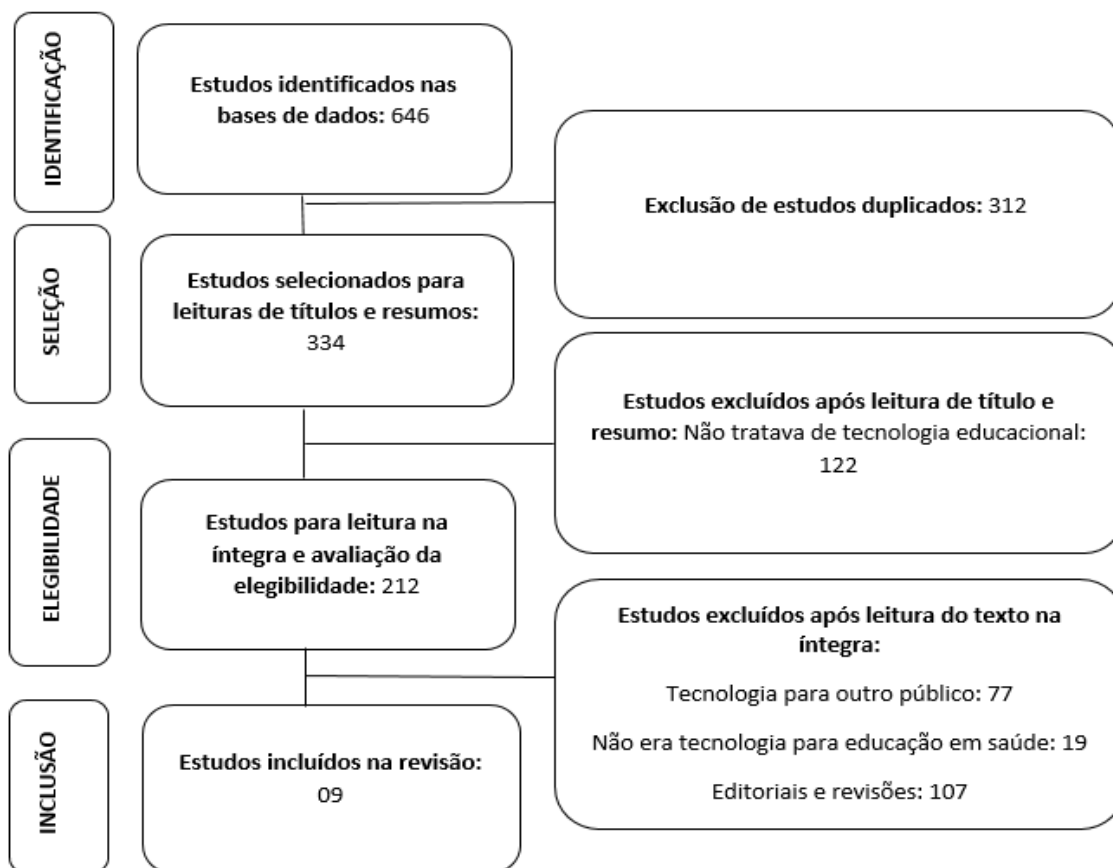 IDENTIFICAÇÃO
Estudos identificados nas
bases de dados: 646
Exclusão de estudos duplicados: 312
SELEÇÃO
Estudos selecionados para
leituras de títulos e resumos:
334
Estudos excluídos após leitura de título e
resumo: Não tratava de tecnologia educacional:
122
ELEGIBILIDADE
Estudos para leitura na
íntegra e avaliação da
elegibilidade: 212
Estudos excluídos após leitura do texto na
íntegra:
Tecnologia para outro público: 77
Não era tecnologia para educação em saúde: 19
Editoriais e revisões: 107
INCLUSÃO
Estudos incluídos na revisão:
09